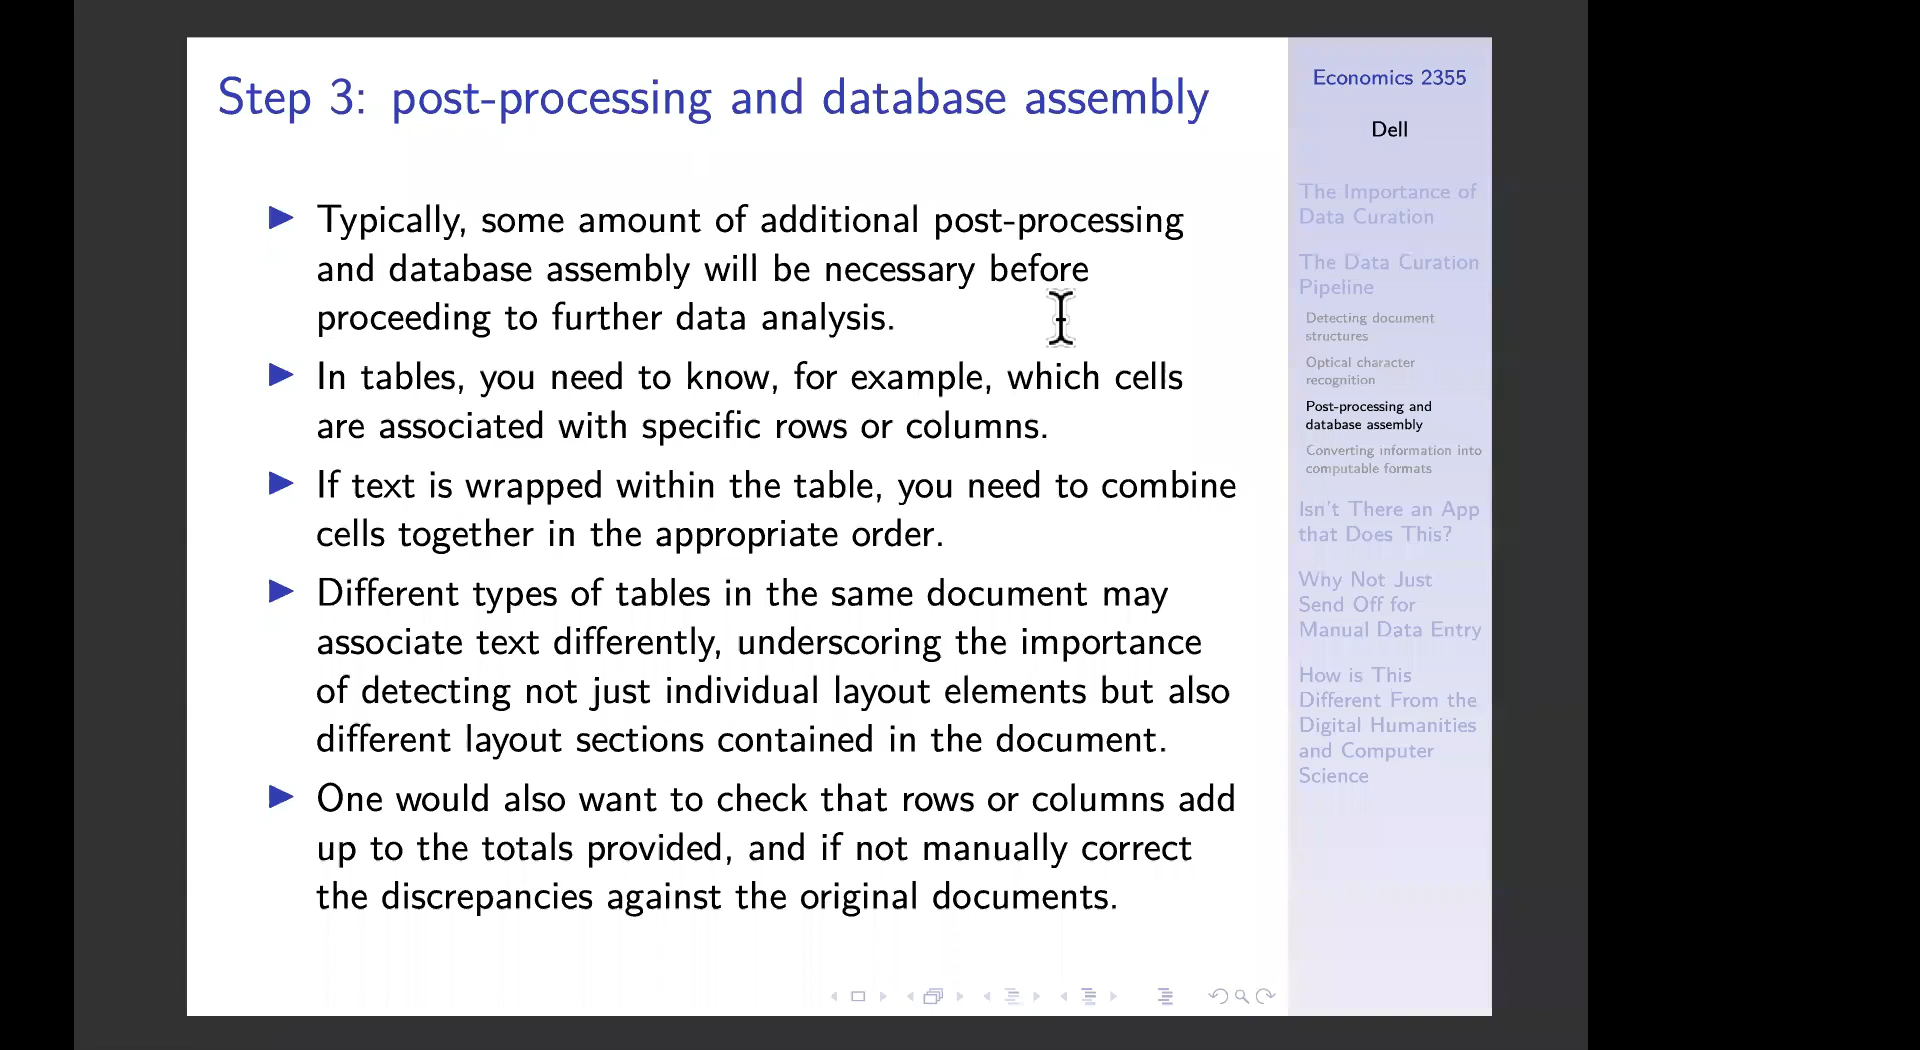 Step 3: post-processing and database assembly
Typically, some amount of additional post-processing
and database assembly will be necessary before
proceeding to further data analysis.
In tables, you need to know, for example, which cells
are associated with specific rows or columns.
If text is wrapped within the table, you need to combine
cells together in the appropriate order.
Different types of tables in the same document may
associate text differently, underscoring the importance
of detecting not just individual layout elements but also
different layout sections contained in the document.
One would also want to check that rows or columns add
up to the totals provided, and if not manually correct
the discrepancies against the original documents.
Economics 2355
Dell
The Importance of
Data Curation
The Data Curation
Pipeline
Detecting document
structures
Optical character
recognition
Post-processing and
database assembly
Converting information into
computable formats
Isn't There an App
that Does This?
Why Not Just
Send Off for
Manual Data Entry
How is This
Different From the
Digital Humanities
and Computer
Science